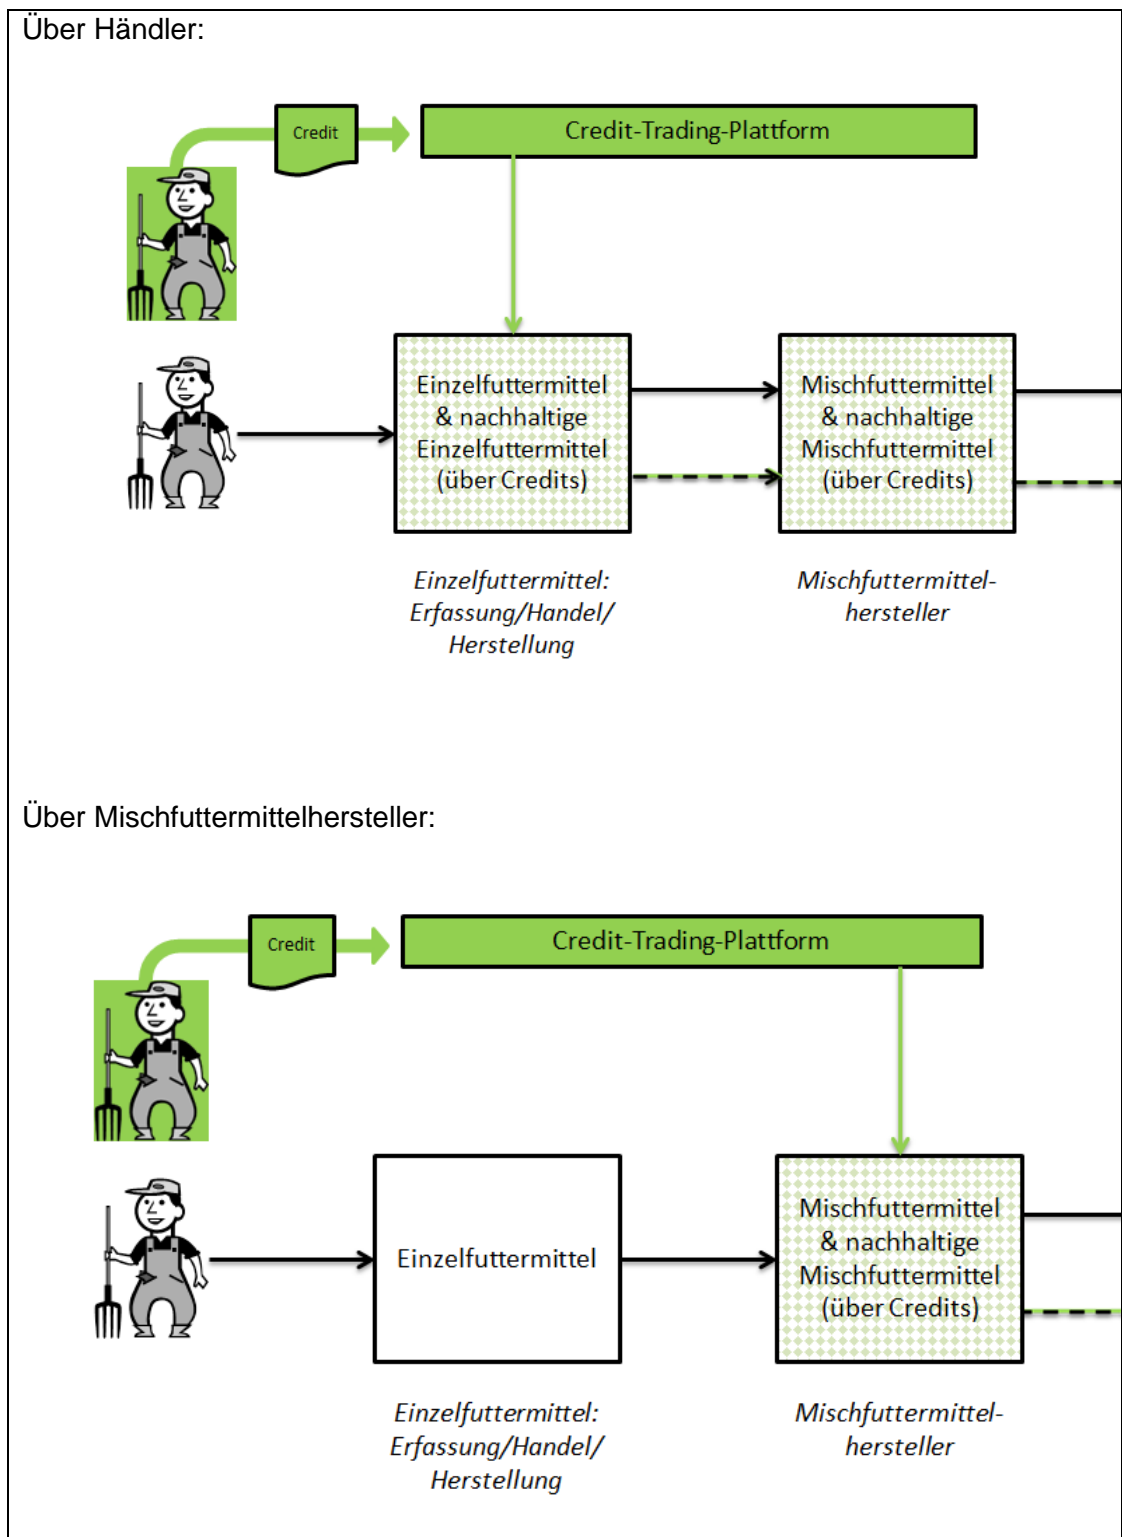 Über Händler:
Credit
Credit-Trading-Plattform
Einzelfuttermittel
& nachhaltige
Einzelfuttermittel
(über Credits)
Mischfuttermittel
& nachhaltige
Mischfuttermittel
(über Credits)
Einzelfuttermittel:
Erfassung/Handel/
Herstellung
Mischfuttermittel-
hersteller
Über Mischfuttermittelhersteller:
Credit
Credit-Trading-Plattform
Einzelfuttermittel
Mischfuttermittel
& nachhaltige
Mischfuttermittel
(über Credits)
Einzelfuttermittel:
Erfassung/Handel/
Herstellung
Mischfuttermittel-
hersteller